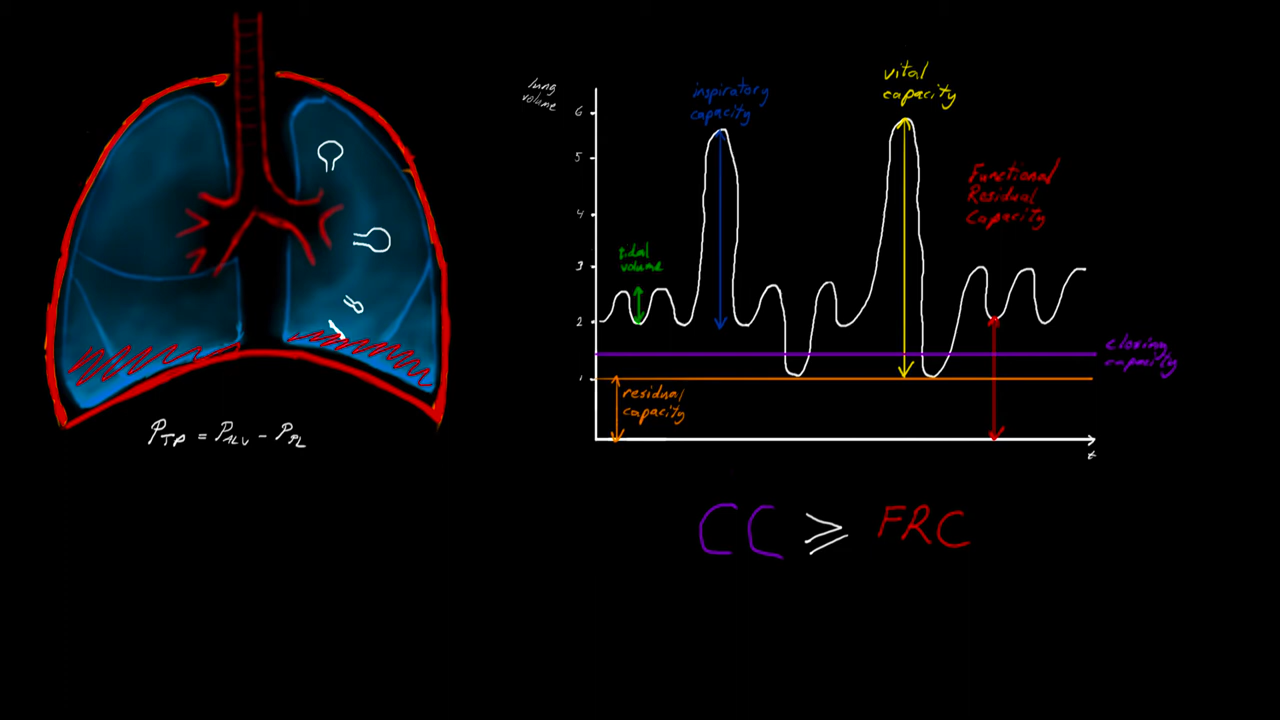 lung
volume
6
5
4
3
2
1
inspiratory
capacity
vital
capacity
Functional
Residual
Capacity
tidal
volume
closing
capacity
residual
capacity
t
P_TP = P_ALV - P_PL
CC ≥ FRC